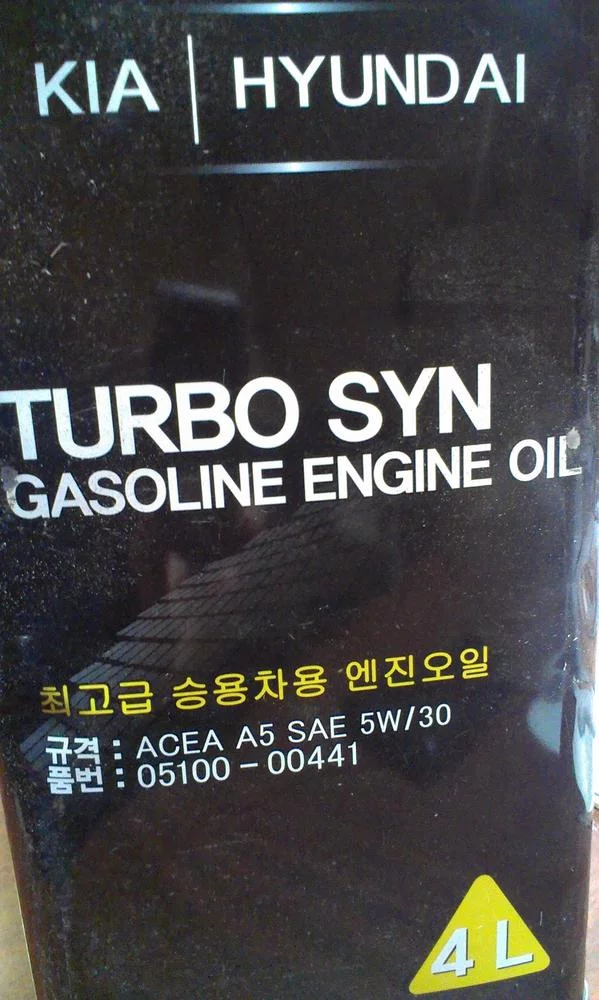 KIA | HYUNDAI
TURBO SYN
GASOLINE ENGINE OIL
최고급 승용차용 엔진오일
규격 : ACEA A5 SAE 5W/30
품번 : 05100-00441
4 L